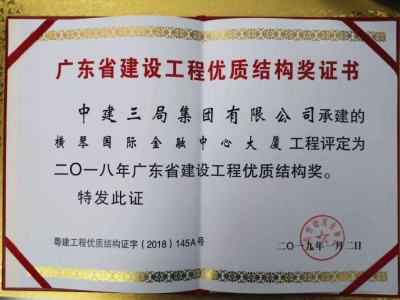 广东省建设工程优质结构奖证书
中建三局集团有限公司承建的
横琴国际金融中心大厦工程评定为
二〇一八年广东省建设工程优质结构奖。
特发此证
粤建工程优质结构证字（2018）145A号
二〇一九年一月二日